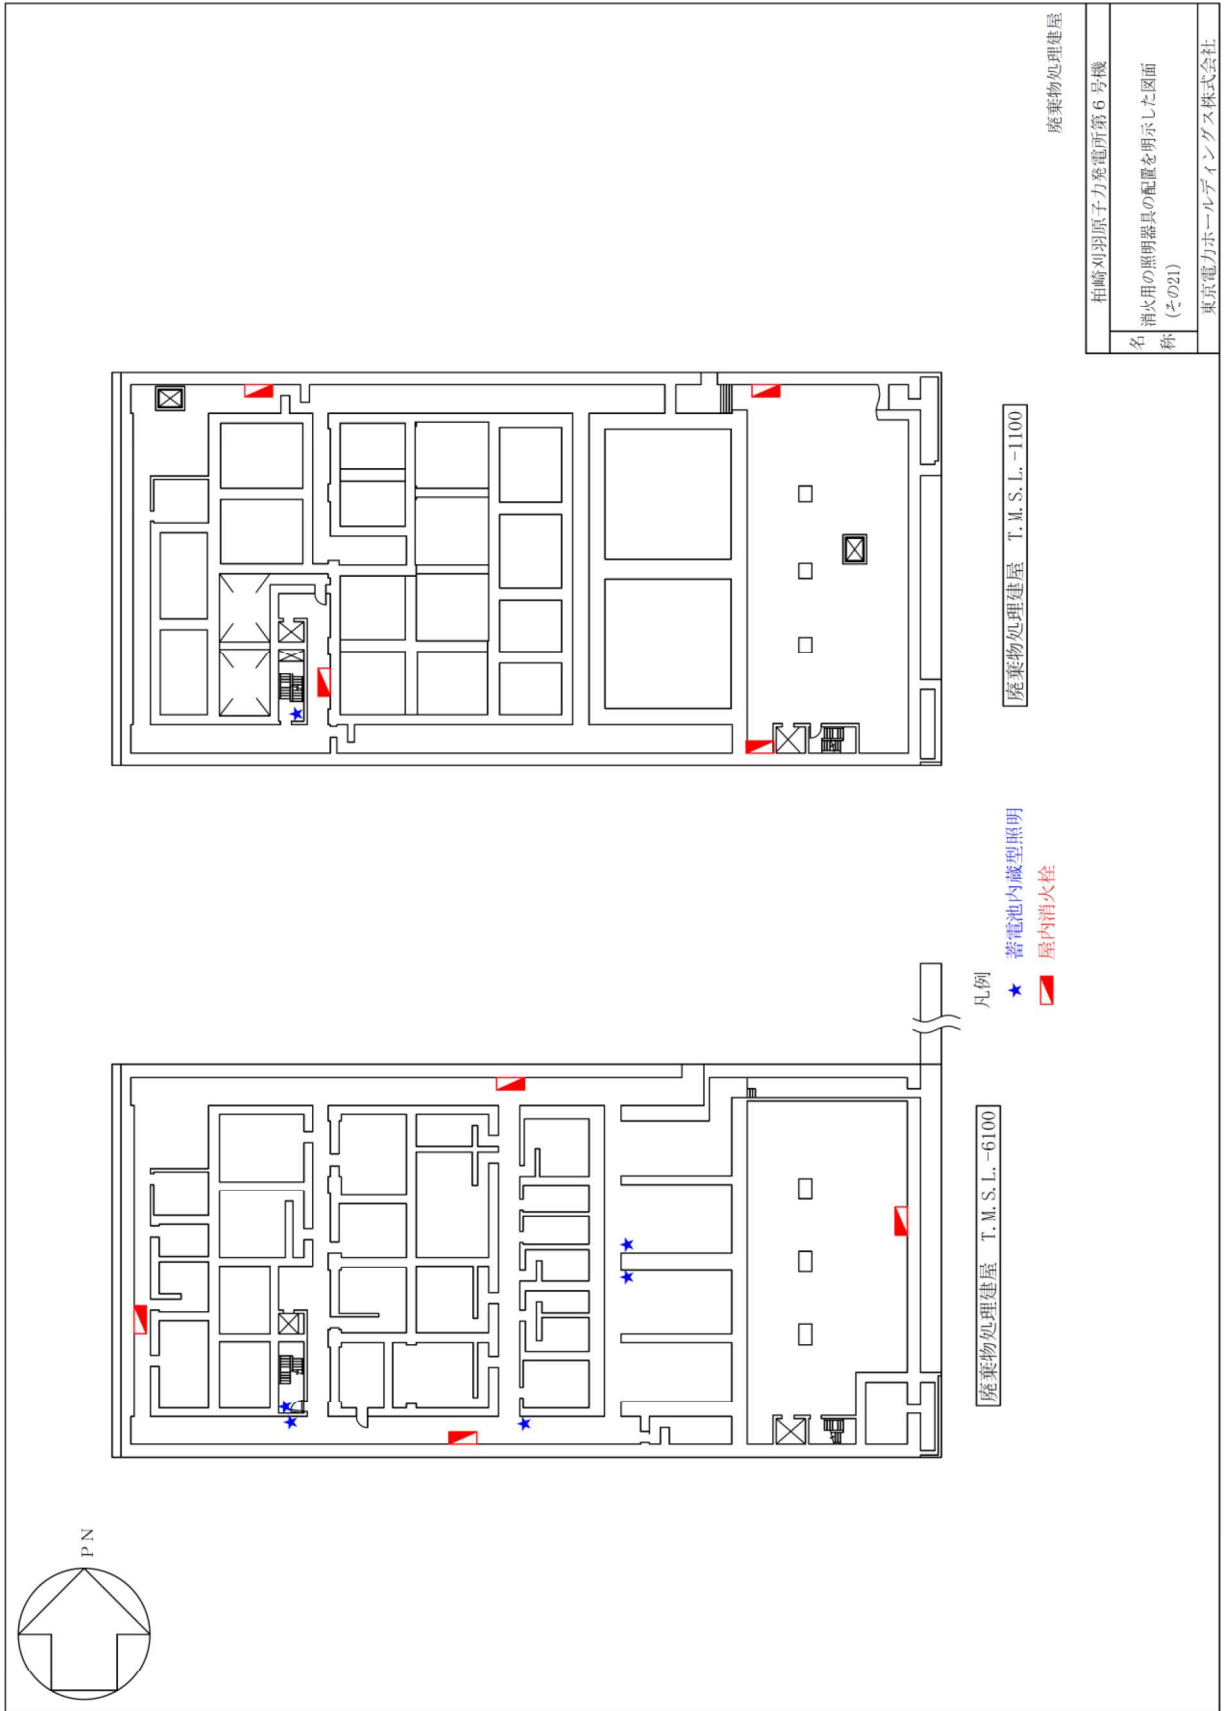 PN
廃棄物処理建屋 T.M.S.L.-6100
廃棄物処理建屋 T.M.S.L.-1100
凡例
★ 蓄電池内蔵型照明
屋内消火栓
廃棄物処理建屋
柏崎刈羽原子力発電所第6号機
名称
消火用の照明器具の配置を明示した図面
(その21)
東京電力ホールディングス株式会社